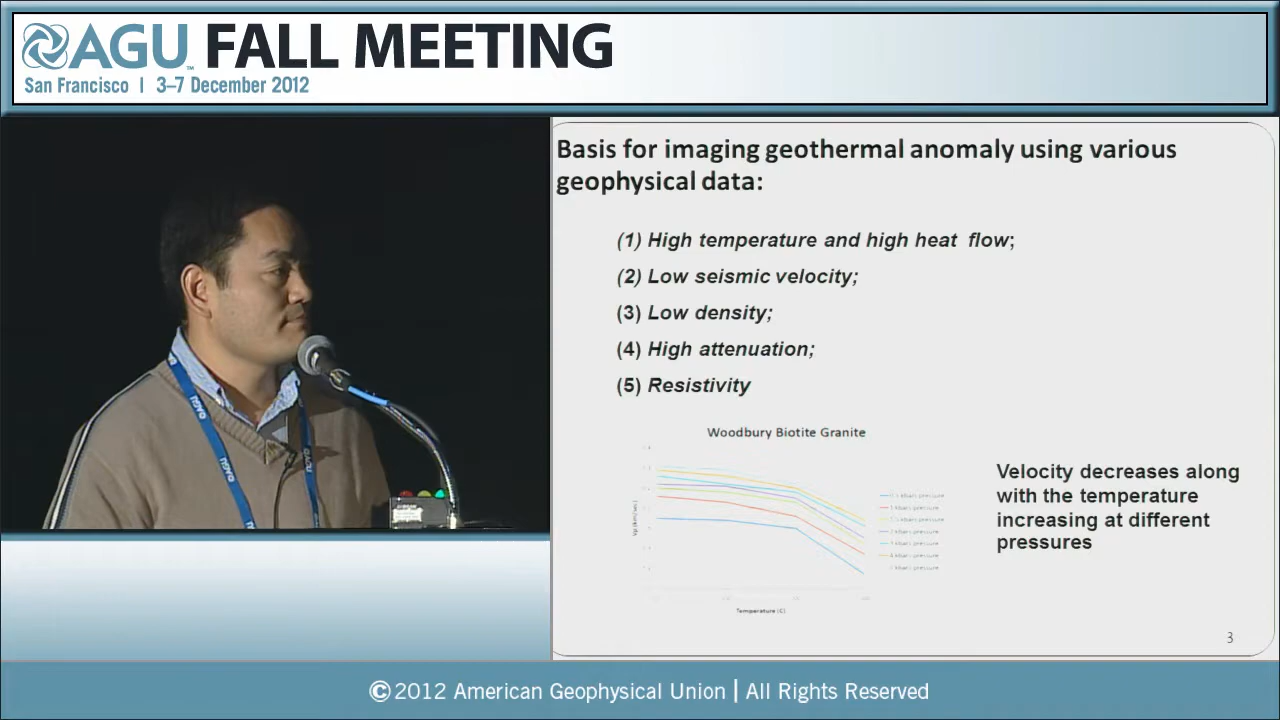 AGU FALL MEETING
San Francisco | 3–7 December 2012
Basis for imaging geothermal anomaly using various
geophysical data:
(1) High temperature and high heat flow;
(2) Low seismic velocity;
(3) Low density;
(4) High attenuation;
(5) Resistivity
Woodbury Biotite Granite
Temperature (C)
Velocity decreases along
with the temperature
increasing at different
pressures
3
AGU
AGU
© 2012 American Geophysical Union | All Rights Reserved